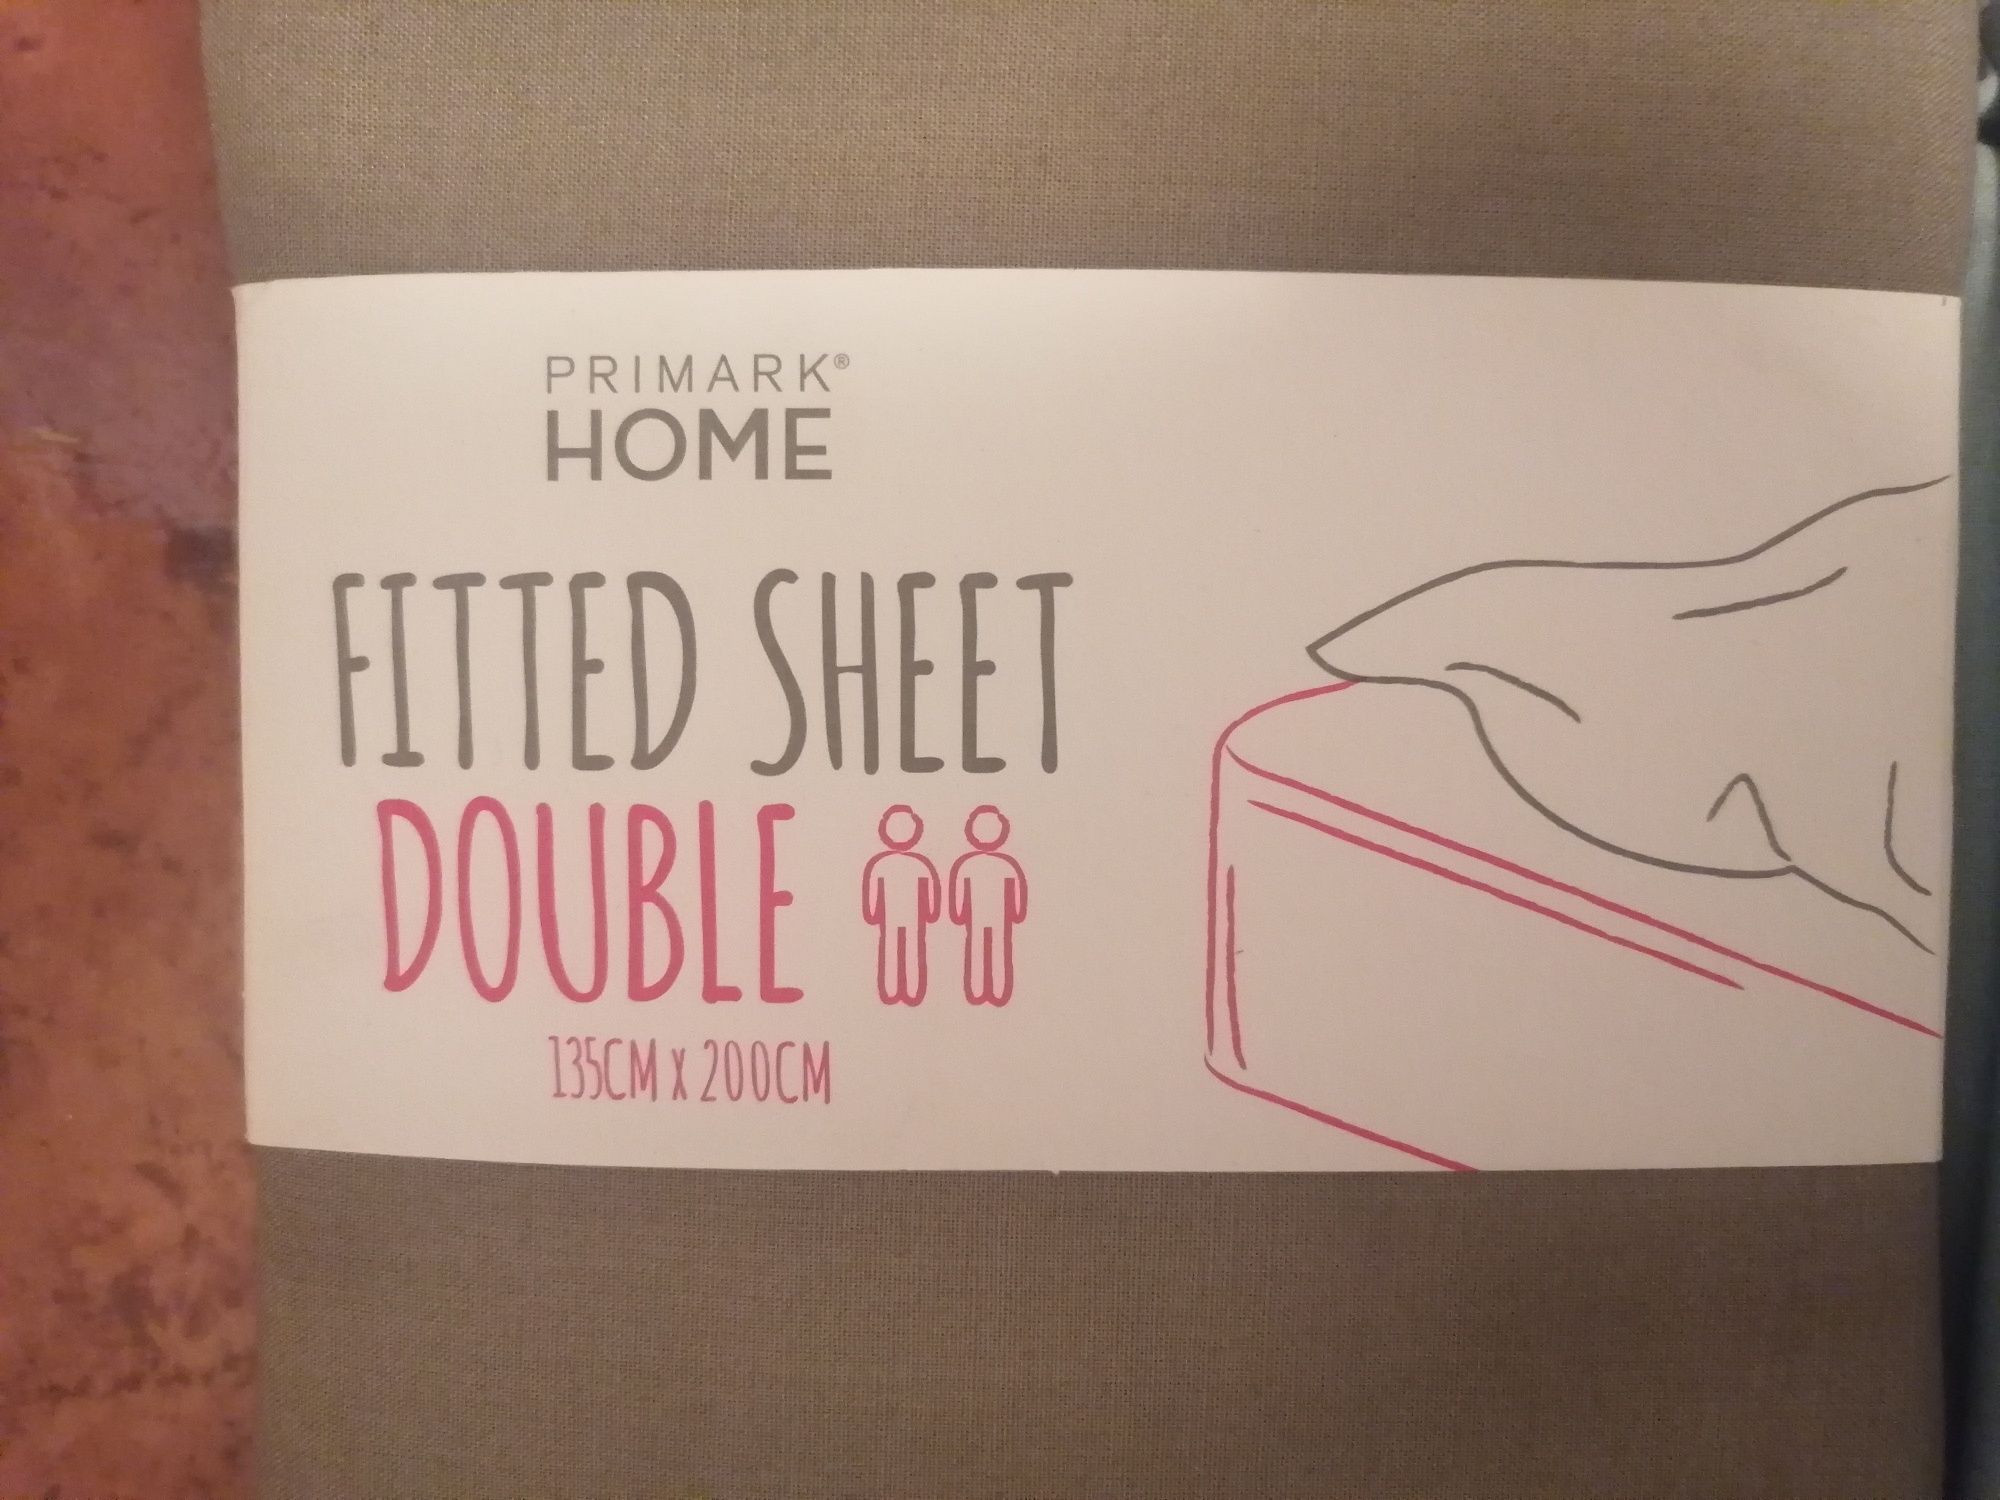 PRIMARK®
HOME
FITTED SHEET
DOUBLE
135CM X 200CM